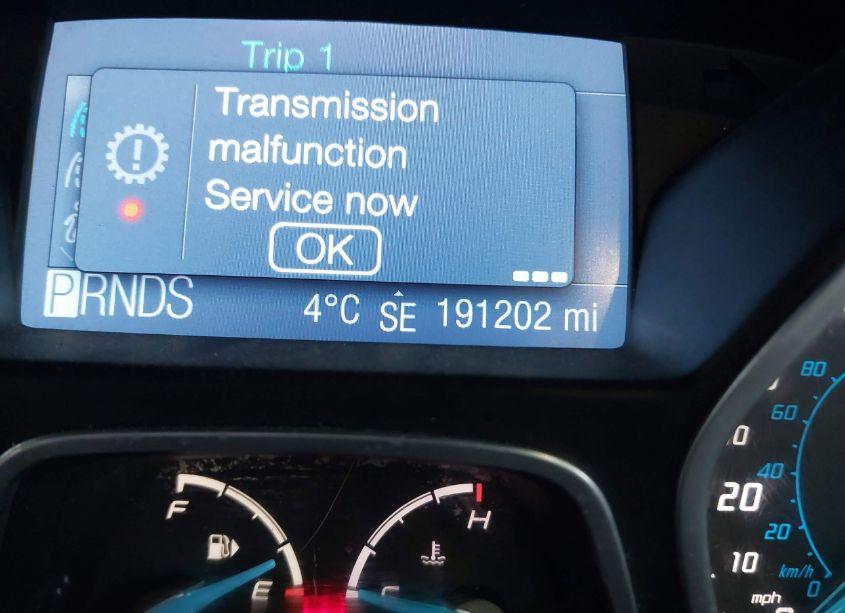 Trip 1
Transmission
malfunction
Service now
OK
PRNDS 4°C SE 191202 mi
F
H
E
80
60
40
20
20
10
km/h
0
mph